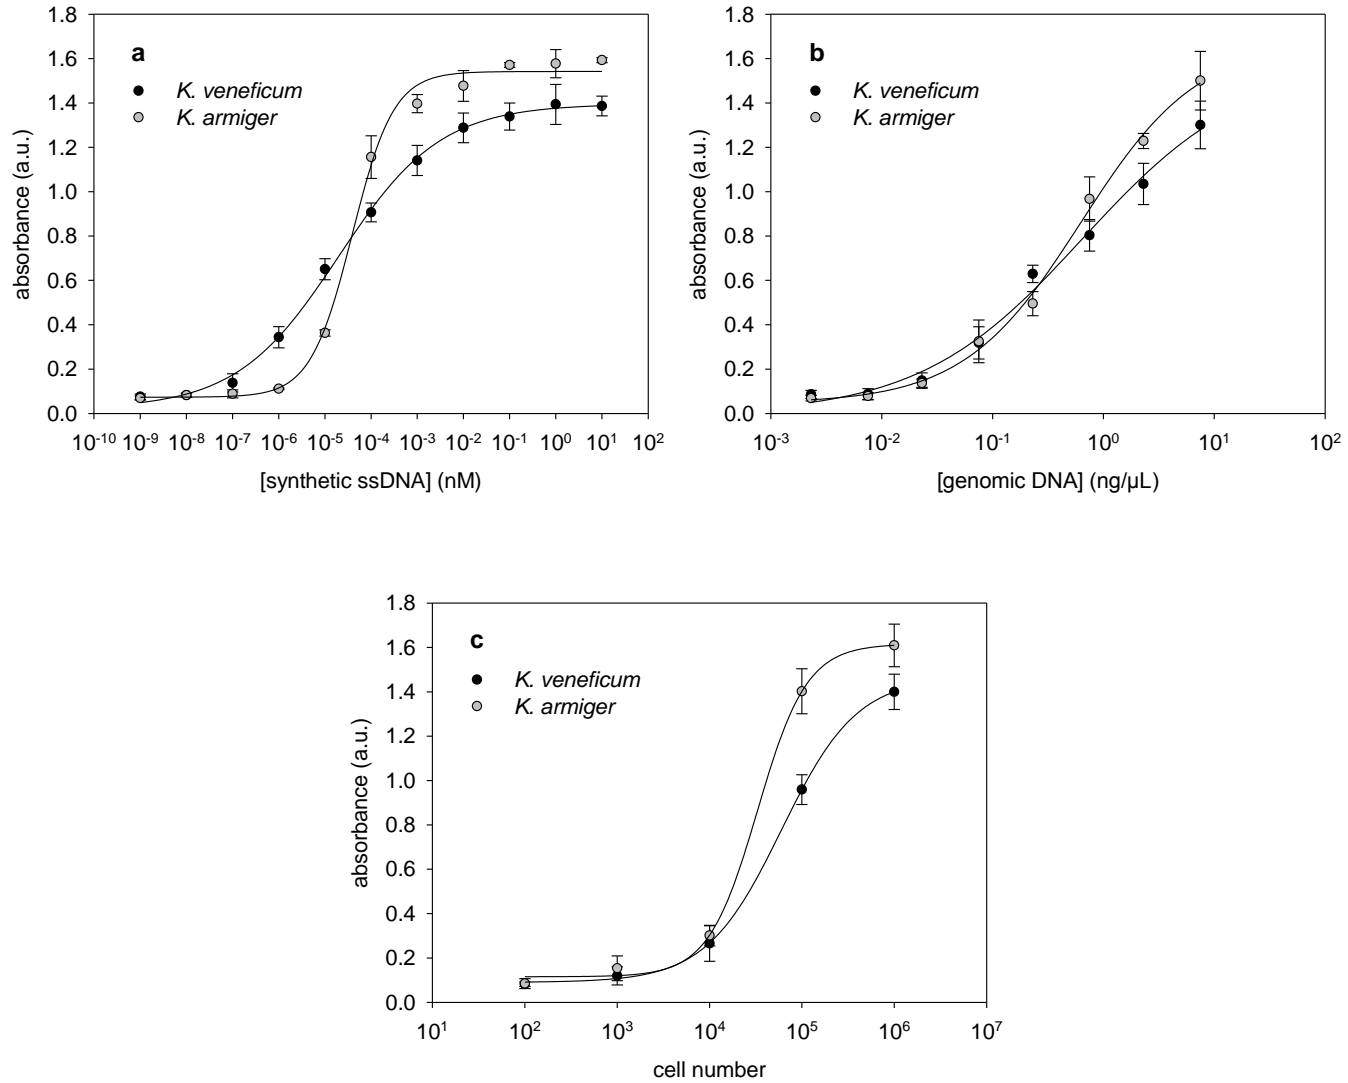 a
K. veneficum
K. armiger
absorbance (a.u.)
1.8
1.6
1.4
1.2
1.0
0.8
0.6
0.4
0.2
0.0
10-10 10-9 10-8 10-7 10-6 10-5 10-4 10-3 10-2 10-1 100 101 102
[synthetic ssDNA] (nM)
b
K. veneficum
K. armiger
absorbance (a.u.)
1.8
1.6
1.4
1.2
1.0
0.8
0.6
0.4
0.2
0.0
10-3 10-2 10-1 100 101 102
[genomic DNA] (ng/µL)
c
K. veneficum
K. armiger
absorbance (a.u.)
1.8
1.6
1.4
1.2
1.0
0.8
0.6
0.4
0.2
0.0
101 102 103 104 105 106 107
cell number